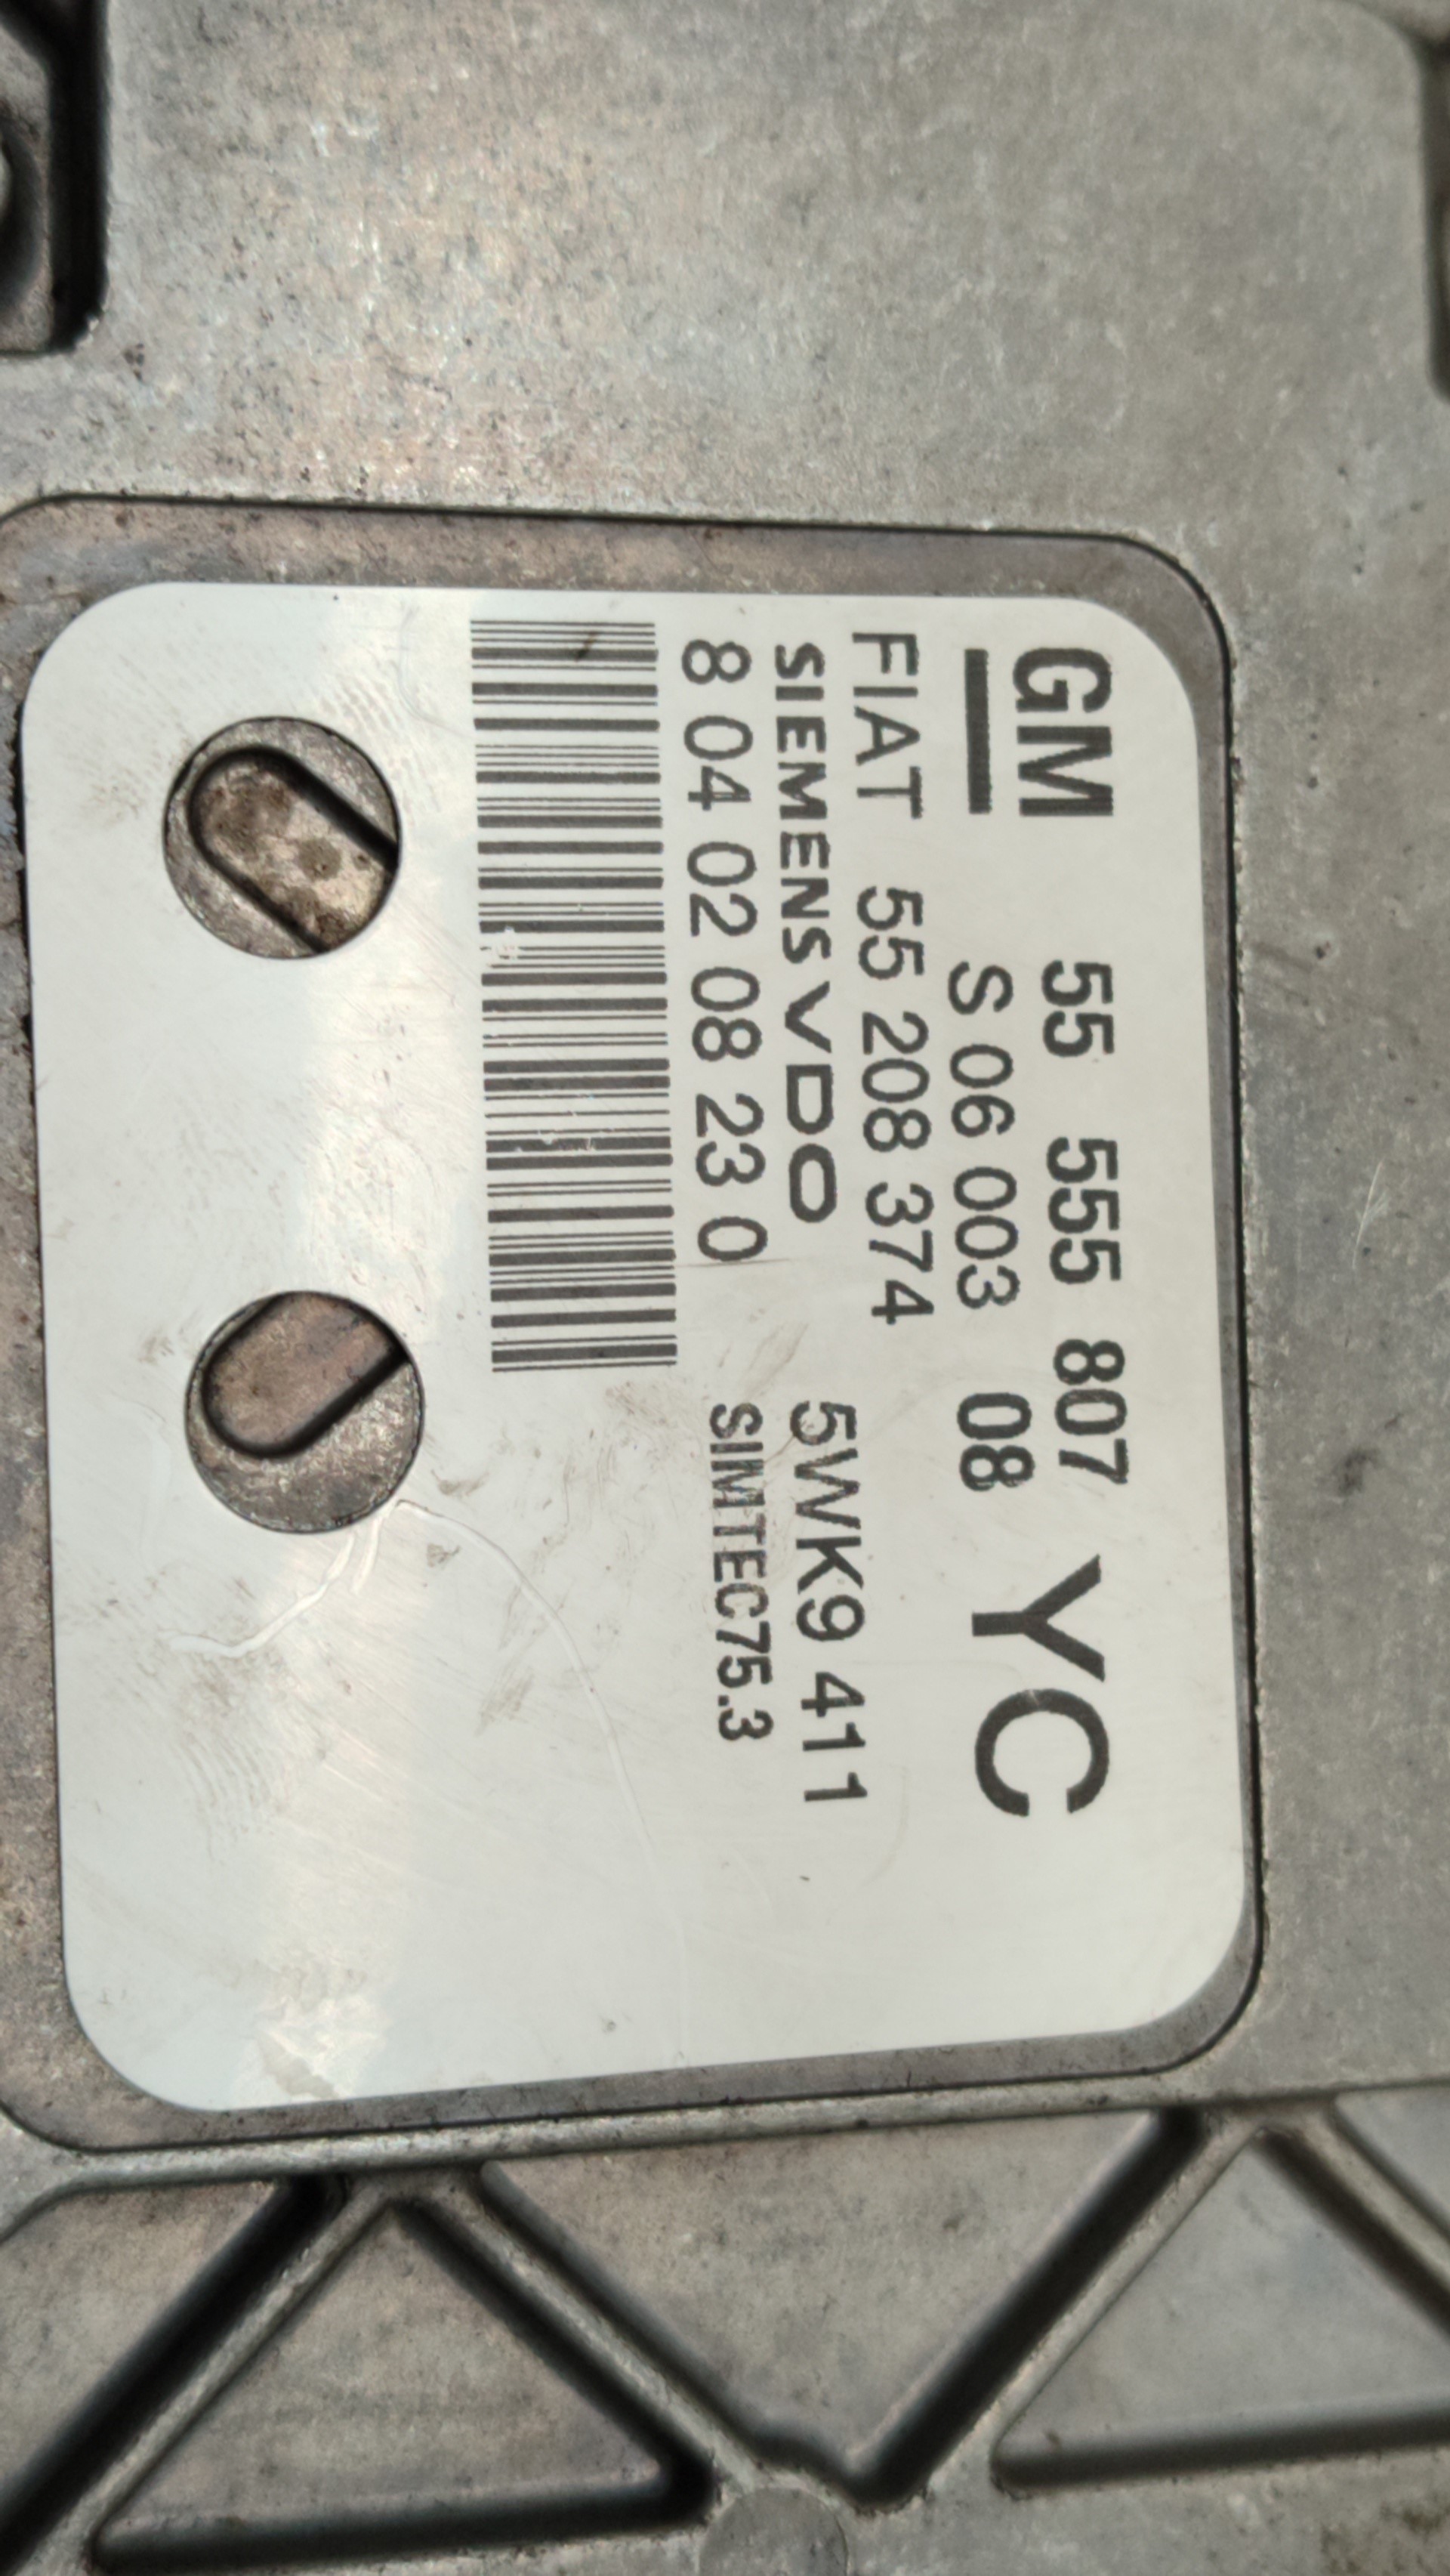 GM 55 555 807 YC
S 06 003 08
FIAT 55 208 374
SIEMENS VDO 5WK9 411
8 04 02 08 23 0 SIMTEC75.3